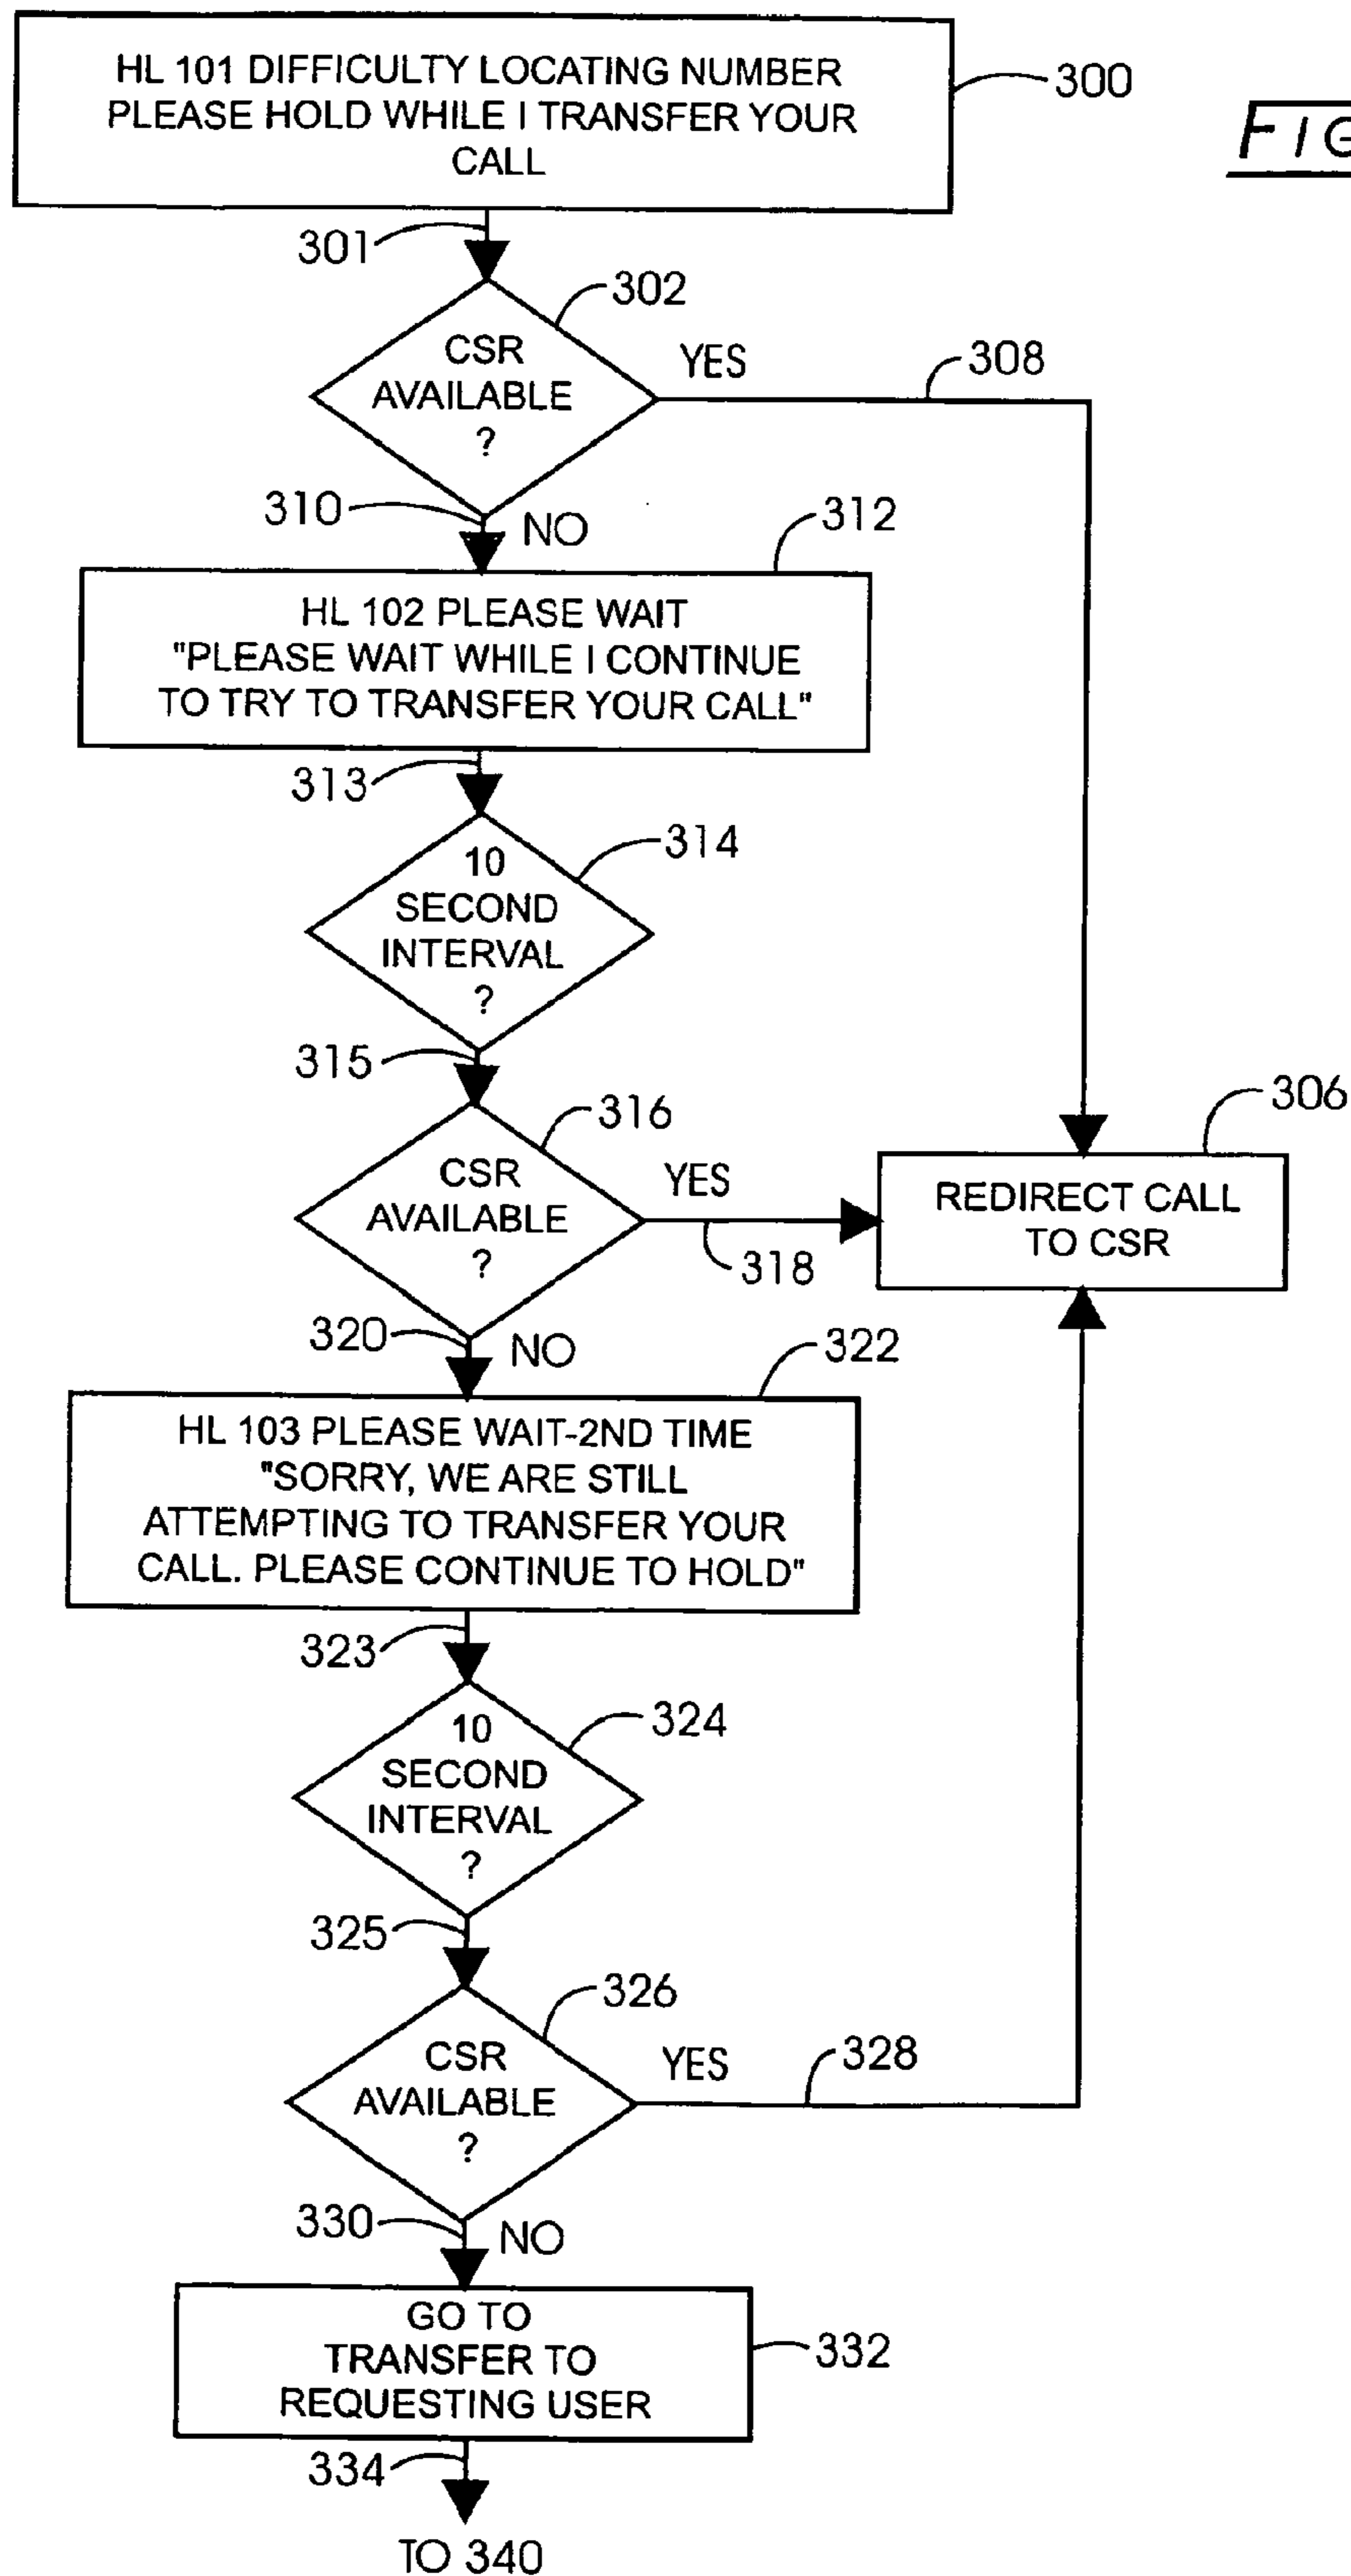 HL 101 DIFFICULTY LOCATING NUMBER
PLEASE HOLD WHILE I TRANSFER YOUR
CALL
300
FIG
301
302
CSR
AVAILABLE
?
YES
308
310
NO
312
HL 102 PLEASE WAIT
"PLEASE WAIT WHILE I CONTINUE
TO TRY TO TRANSFER YOUR CALL"
313
314
10
SECOND
INTERVAL
?
315
316
CSR
AVAILABLE
?
YES
318
306
REDIRECT CALL
TO CSR
320
NO
322
HL 103 PLEASE WAIT-2ND TIME
"SORRY, WE ARE STILL
ATTEMPTING TO TRANSFER YOUR
CALL. PLEASE CONTINUE TO HOLD"
323
324
10
SECOND
INTERVAL
?
325
326
CSR
AVAILABLE
?
YES
328
330
NO
GO TO
TRANSFER TO
REQUESTING USER
332
334
TO 340